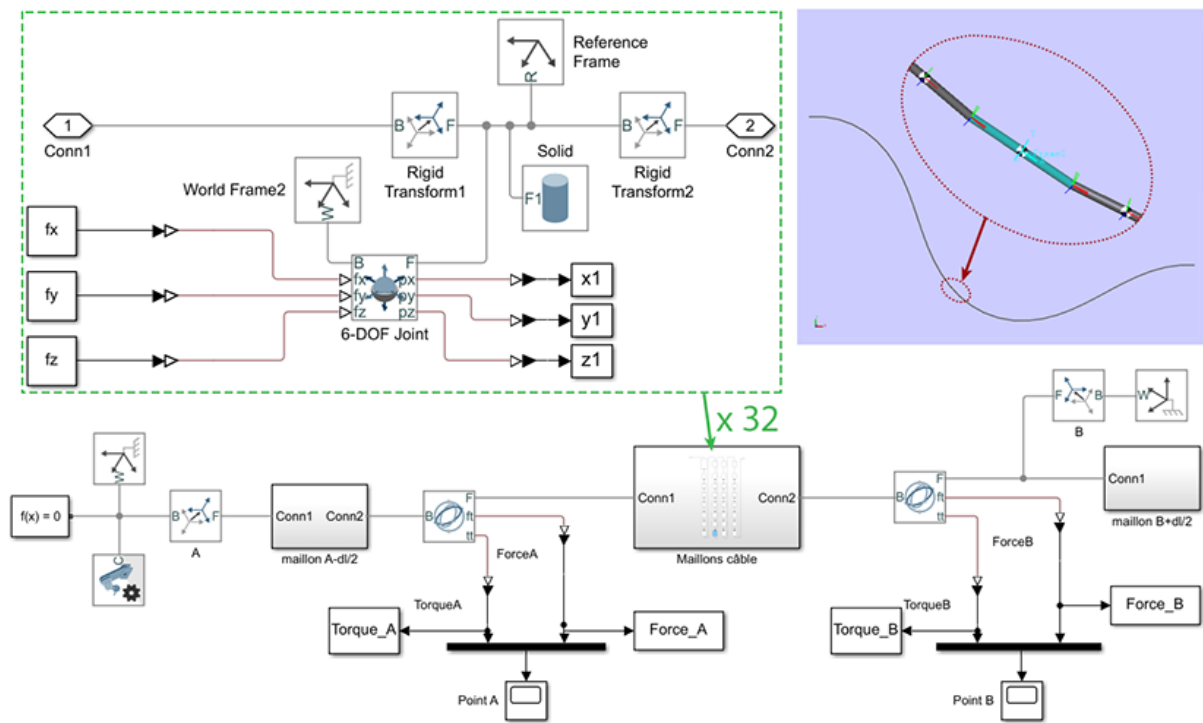 Reference
Frame
R
1
Conn1
B
F
Rigid
Transform1
Solid
F1
B
F
Rigid
Transform2
2
Conn2
World Frame2
W
fx
fy
fz
B
F
fx
px
fy
py
fz
pz
6-DOF Joint
x1
y1
z1
x 32
W
f(x) = 0
C
B
F
A
Conn1
Conn2
maillon A-dl/2
B
F
ft
tt
ForceA
TorqueA
Torque_A
Force_A
Point A
Conn1
Conn2
Maillons câble
B
F
ft
tt
ForceB
TorqueB
Torque_B
Force_B
Point B
F
B
B
W
Conn1
maillon B+dl/2